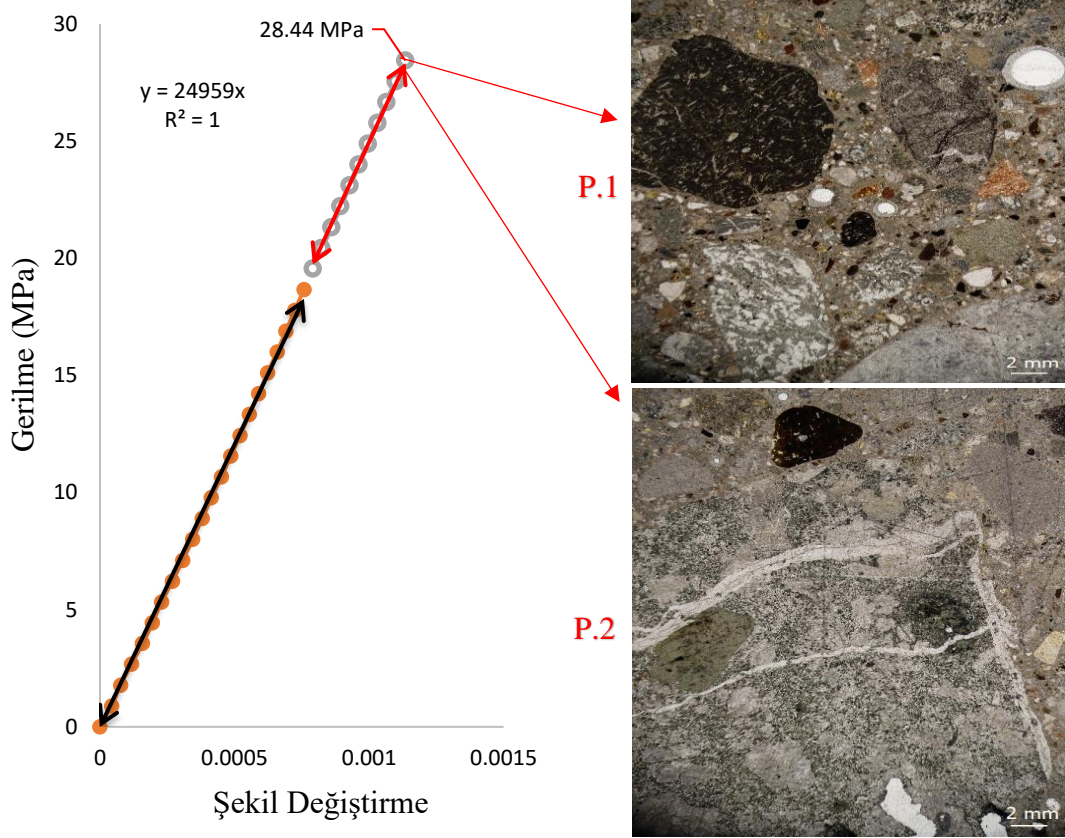 30
25
20
15
10
5
0
Gerilme (MPa)
28.44 MPa
y = 24959x
R² = 1
0
0.0005
0.001
0.0015
Şekil Değiştirme
P.1
2 mm
P.2
2 mm